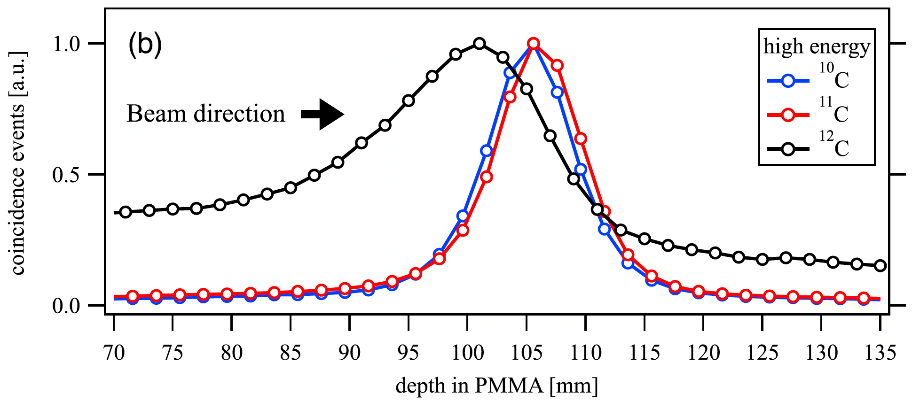 (b)
1.0
0.5
0.0
coincidence events [a.u.]
Beam direction
high energy
¹⁰C
¹¹C
¹²C
70 75 80 85 90 95 100 105 110 115 120 125 130 135
depth in PMMA [mm]